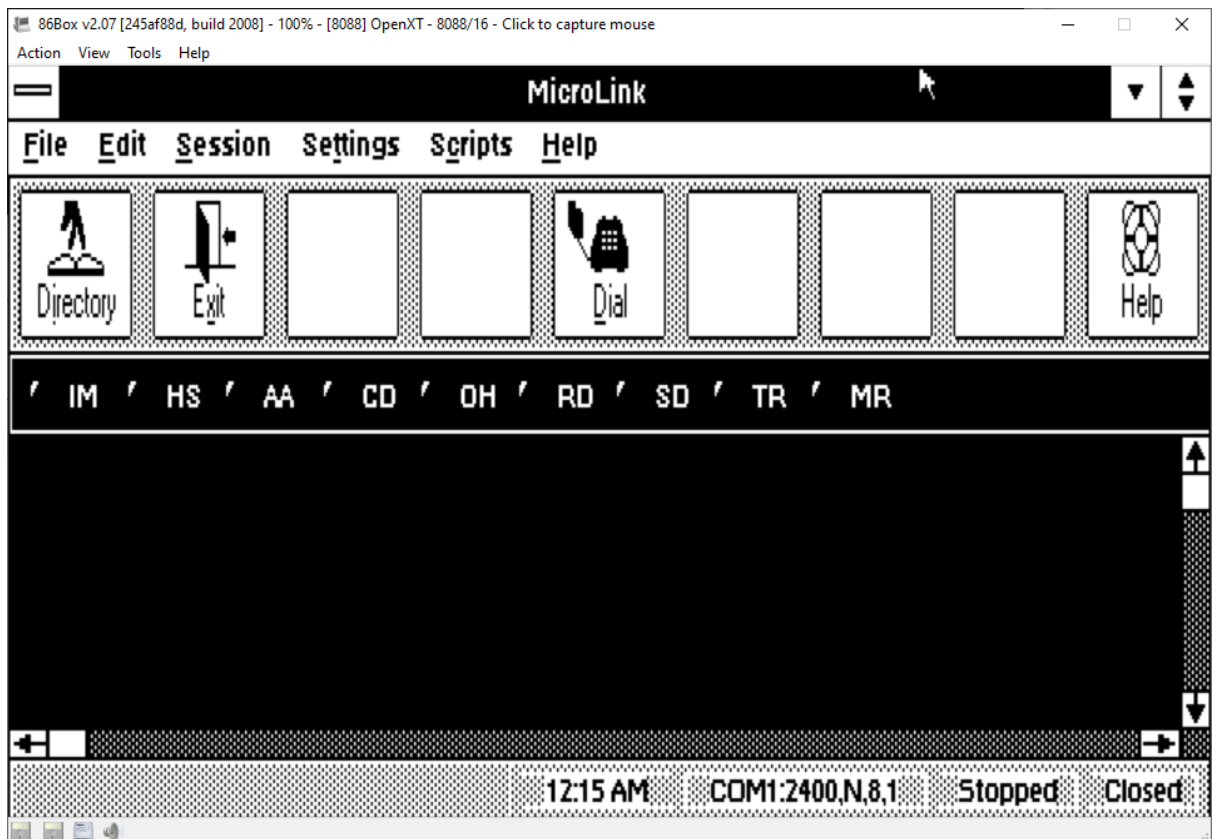 86Box v2.07 [245af88d, build 2008] - 100% - [8088] OpenXT - 8088/16 - Click to capture mouse
Action View Tools Help
MicroLink
File Edit Session Settings Scripts Help
Directory Exit Dial Help
' IM ' HS ' AA ' CD ' OH ' RD ' SD ' TR ' MR
12:15 AM COM1:2400,N,8,1 Stopped Closed